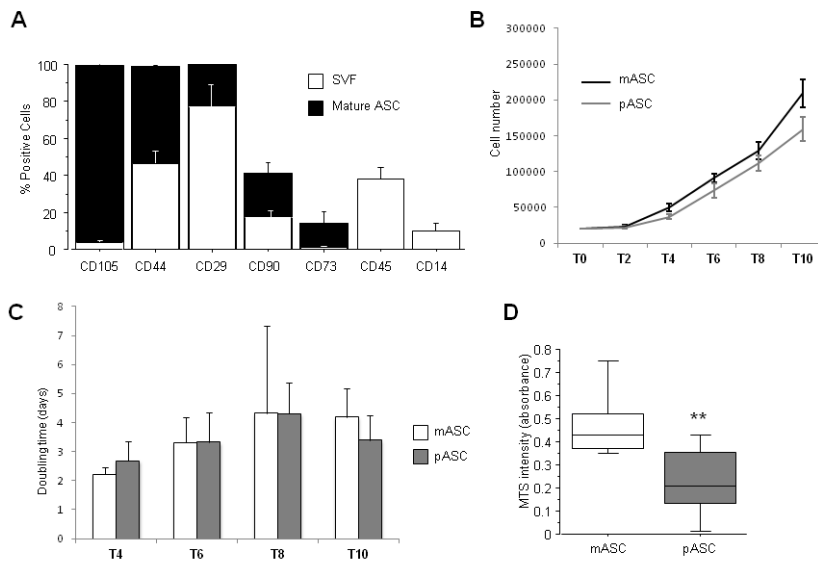 A
% Positive Cells
100
80
60
40
20
0
SVF
Mature ASC
CD105 CD44 CD29 CD90 CD73 CD45 CD14
B
Cell number
300000
250000
200000
150000
100000
50000
0
mASC
pASC
T0 T2 T4 T6 T8 T10
C
Doubling time (days)
8
7
6
5
4
3
2
1
0
mASC
pASC
T4 T6 T8 T10
D
MTS intensity (absorbance)
0.8
0.7
0.6
0.5
0.4
0.3
0.2
0.1
0
**
mASC pASC